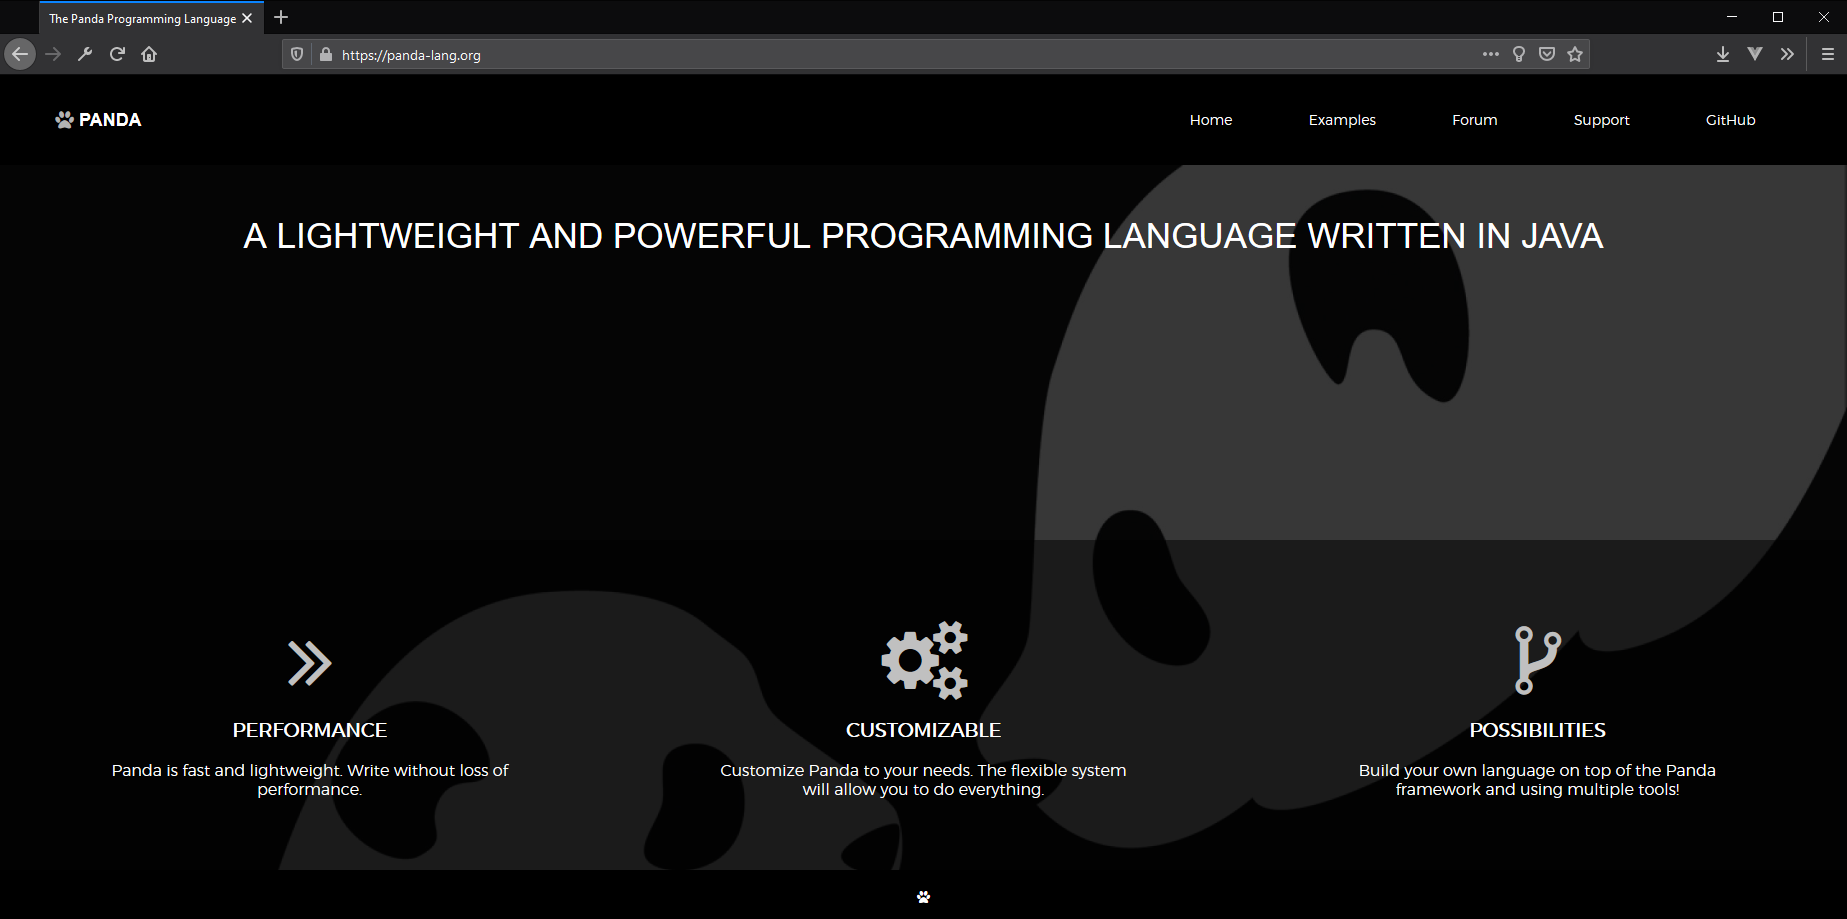 The Panda Programming Language
https://panda-lang.org
PANDA
Home
Examples
Forum
Support
GitHub
A LIGHTWEIGHT AND POWERFUL PROGRAMMING LANGUAGE WRITTEN IN JAVA
PERFORMANCE
Panda is fast and lightweight. Write without loss of
performance.
CUSTOMIZABLE
Customize Panda to your needs. The flexible system
will allow you to do everything.
POSSIBILITIES
Build your own language on top of the Panda
framework and using multiple tools!